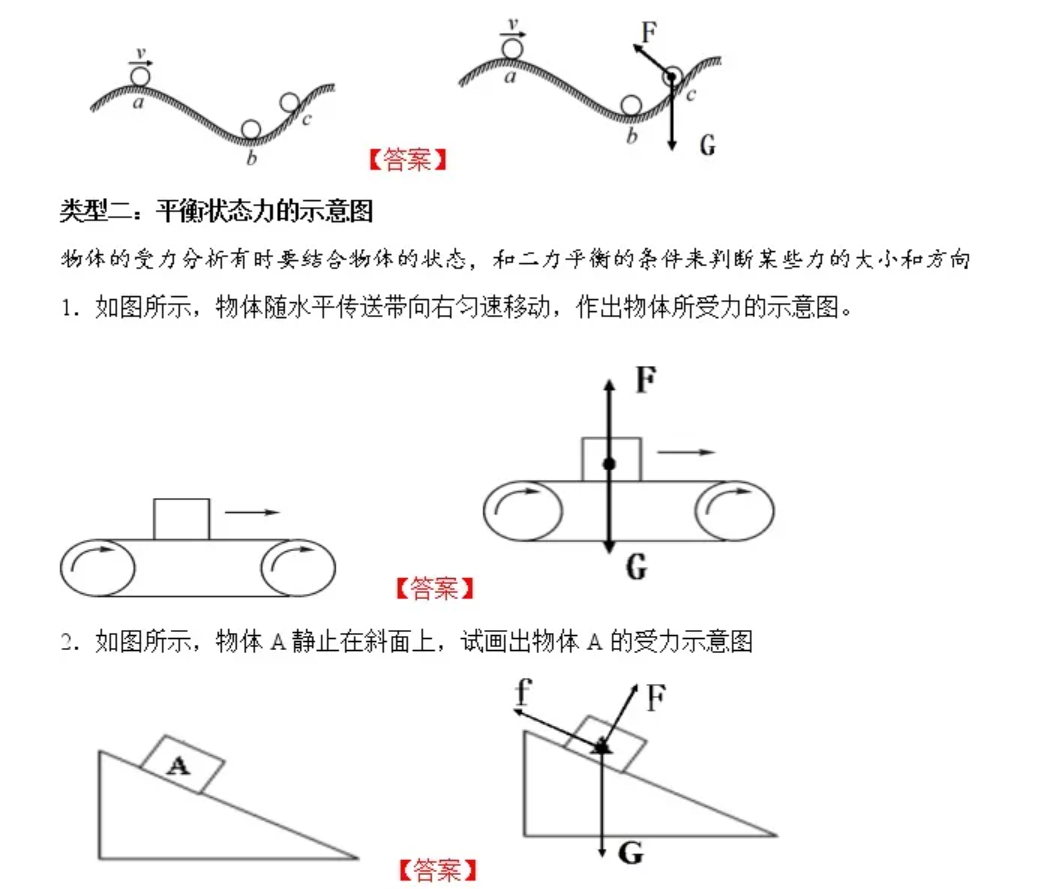 v
a
b
c
【答案】
v
a
b
c
F
G
类型二：平衡状态力的示意图
物体的受力分析有时要结合物体的状态，和二力平衡的条件来判断某些力的大小和方向
1．如图所示，物体随水平传送带向右匀速移动，作出物体所受力的示意图。
【答案】
F
G
2．如图所示，物体 A 静止在斜面上，试画出物体 A 的受力示意图
A
【答案】
f
F
A
G